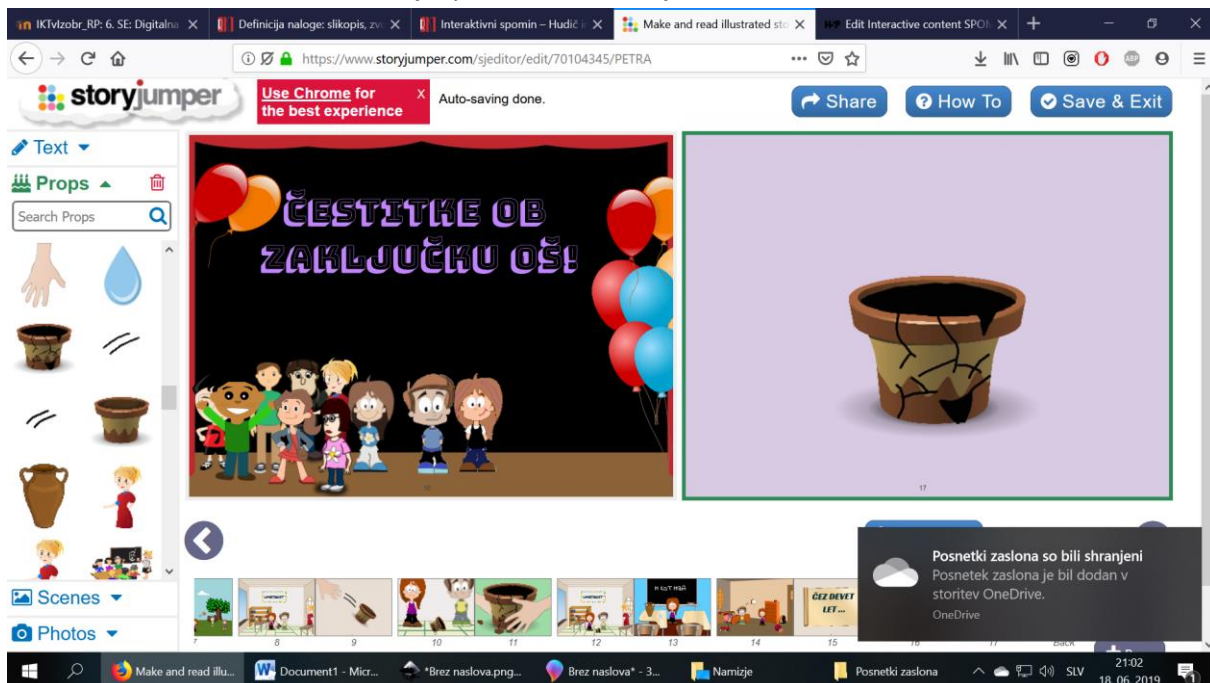 IKTvIzobr_RP: 6. SE: Digitalna
Definicija naloge: slikopis, zvo
Interaktivni spomin – Hudič in
Make and read illustrated sto
Edit Interactive content SPON
https://www.storyjumper.com/sjeditor/edit/70104345/PETRA
storyjumper
Use Chrome for
the best experience
X
Auto-saving done.
Share
How To
Save & Exit
Text
Props
Search Props
ČESTITKE OB
ZAKLJUČKU OŠ!
16
17
Posnetki zaslona so bili shranjeni
Posnetek zaslona je bil dodan v
storitev OneDrive.
OneDrive
Scenes
Photos
ČEZ DEVET
LET ...
7
8
9
10
11
12
13
14
15
16
17
Back
Make and read illu...
Document1 - Micr...
*Brez naslova.png...
Brez naslova* - 3...
Namizje
Posnetki zaslona
SLV
21:02
18. 06. 2019